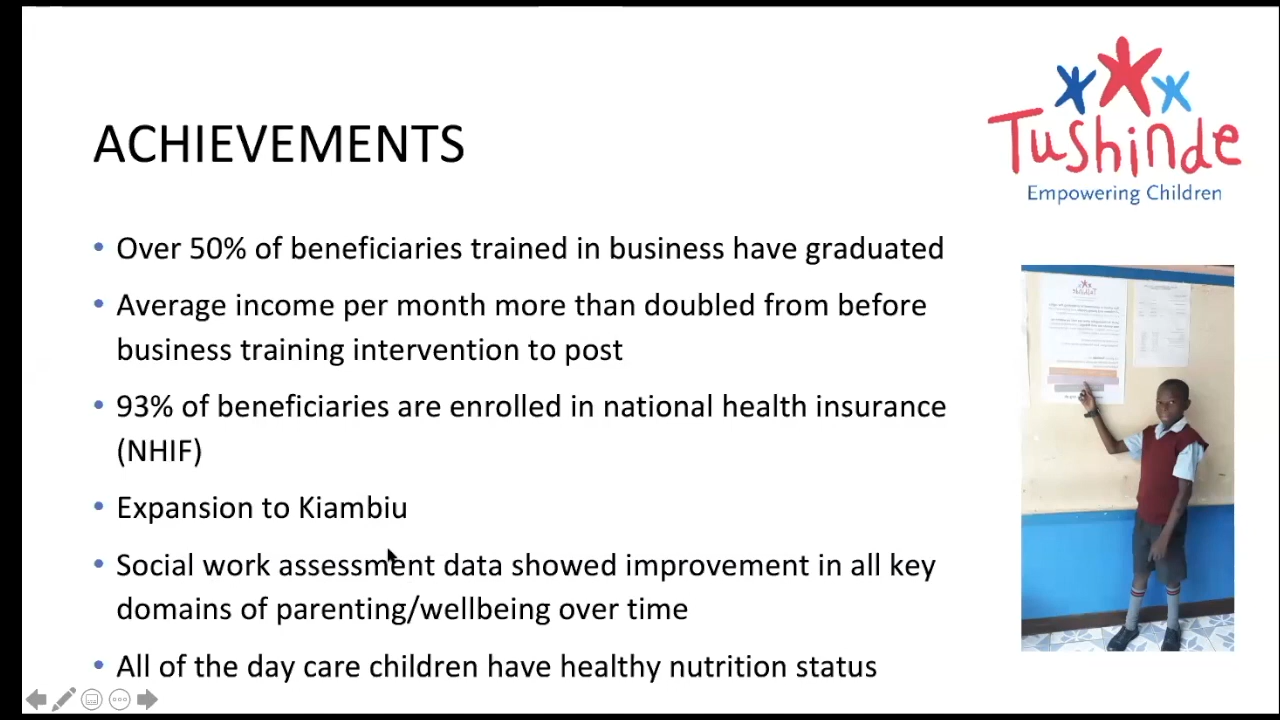 Tushinde
Empowering Children
ACHIEVEMENTS
• Over 50% of beneficiaries trained in business have graduated
• Average income per month more than doubled from before
business training intervention to post
• 93% of beneficiaries are enrolled in national health insurance
(NHIF)
• Expansion to Kiambiu
• Social work assessment data showed improvement in all key
domains of parenting/wellbeing over time
• All of the day care children have healthy nutrition status